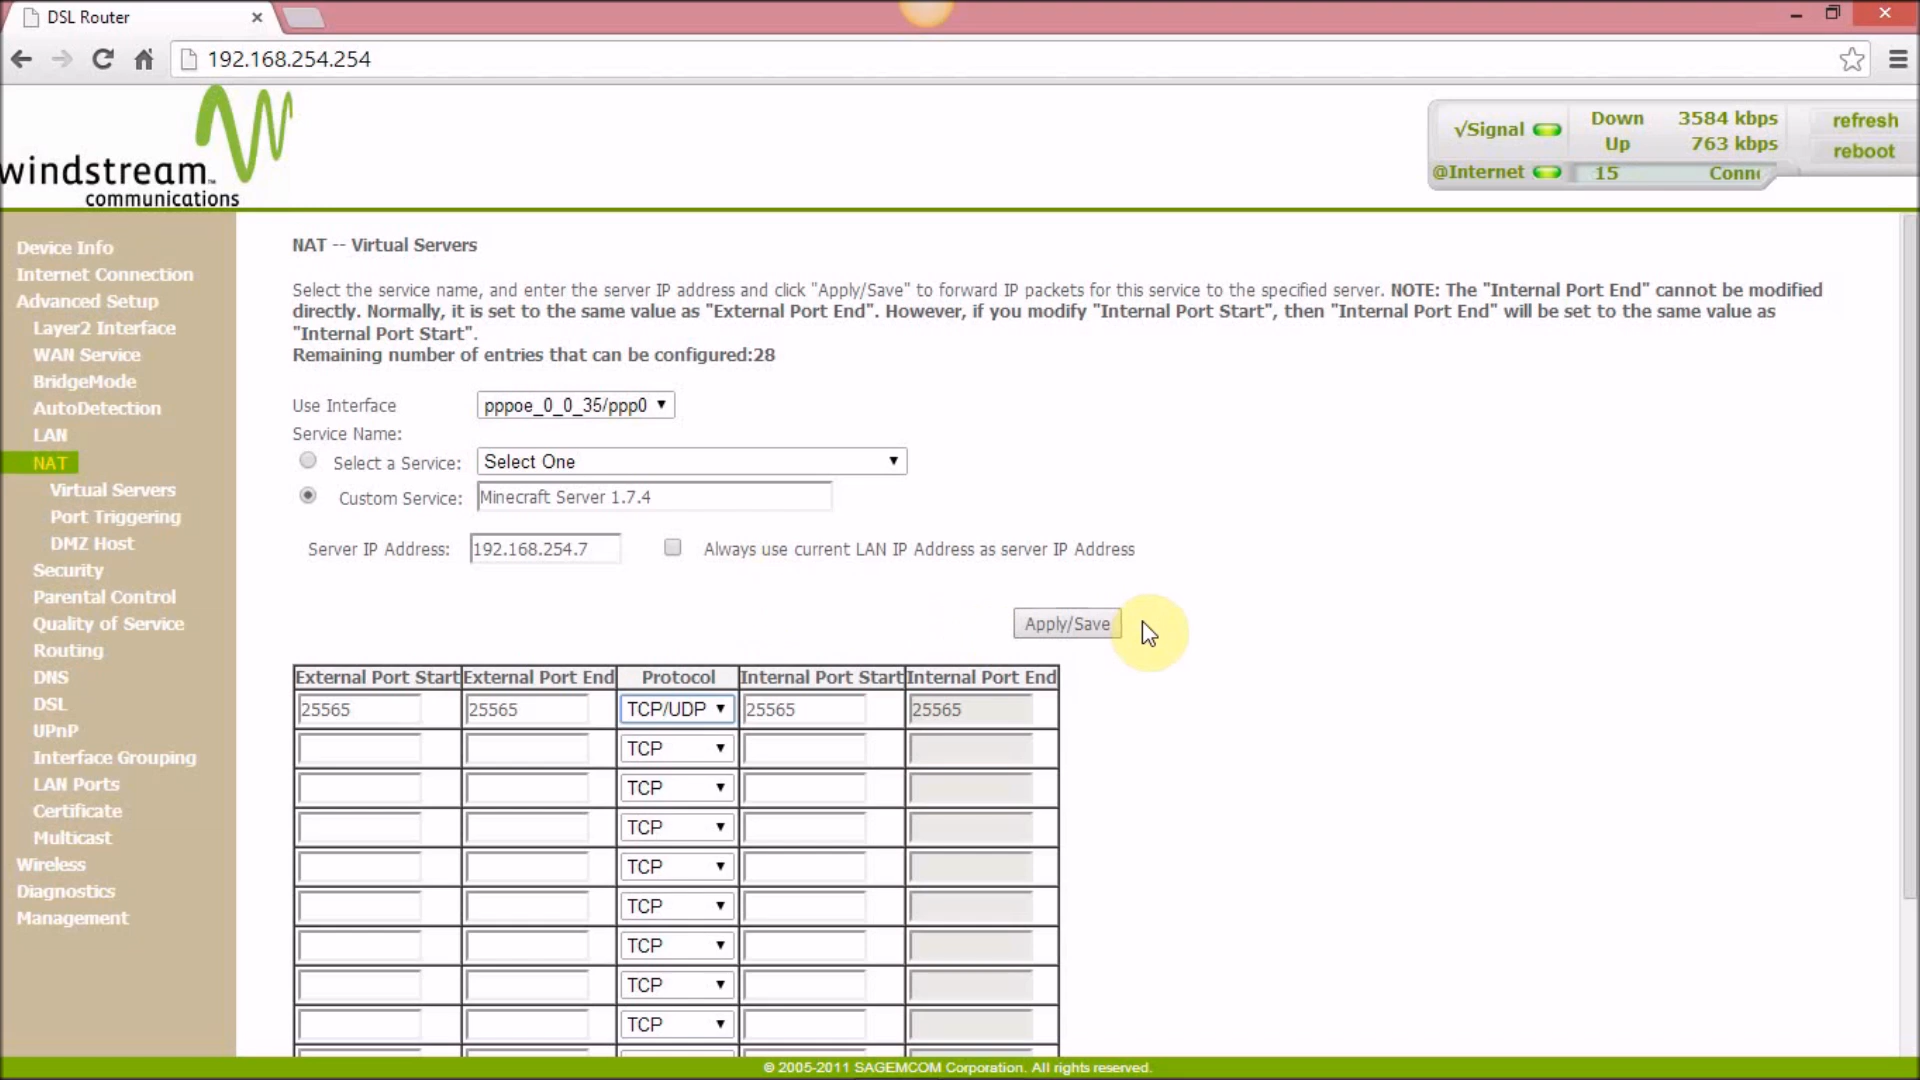 DSL Router
192.168.254.254
windstream
communications
√Signal Down 3584 kbps
Up 763 kbps
@Internet 15
refresh
reboot
Device Info
Internet Connection
Advanced Setup
Layer2 Interface
WAN Service
BridgeMode
AutoDetection
LAN
NAT
Virtual Servers
Port Triggering
DMZ Host
Security
Parental Control
Quality of Service
Routing
DNS
DSL
UPnP
Interface Grouping
LAN Ports
Certificate
Multicast
Wireless
Diagnostics
Management
NAT -- Virtual Servers
Select the service name, and enter the server IP address and click "Apply/Save" to forward IP packets for this service to the specified server. NOTE: The "Internal Port End" cannot be modified
directly. Normally, it is set to the same value as "External Port End". However, if you modify "Internal Port Start", then "Internal Port End" will be set to the same value as
"Internal Port Start".
Remaining number of entries that can be configured:28
Use Interface pppoe_0_0_35/ppp0
Service Name:
Select a Service: Select One
Custom Service: Minecraft Server 1.7.4
Server IP Address: 192.168.254.7 Always use current LAN IP Address as server IP Address
Apply/Save
External Port Start External Port End Protocol Internal Port Start Internal Port End
25565 25565 TCP/UDP 25565 25565
TCP
TCP
TCP
TCP
TCP
TCP
TCP
TCP
© 2005-2011 SAGEMCOM Corporation. All rights reserved.